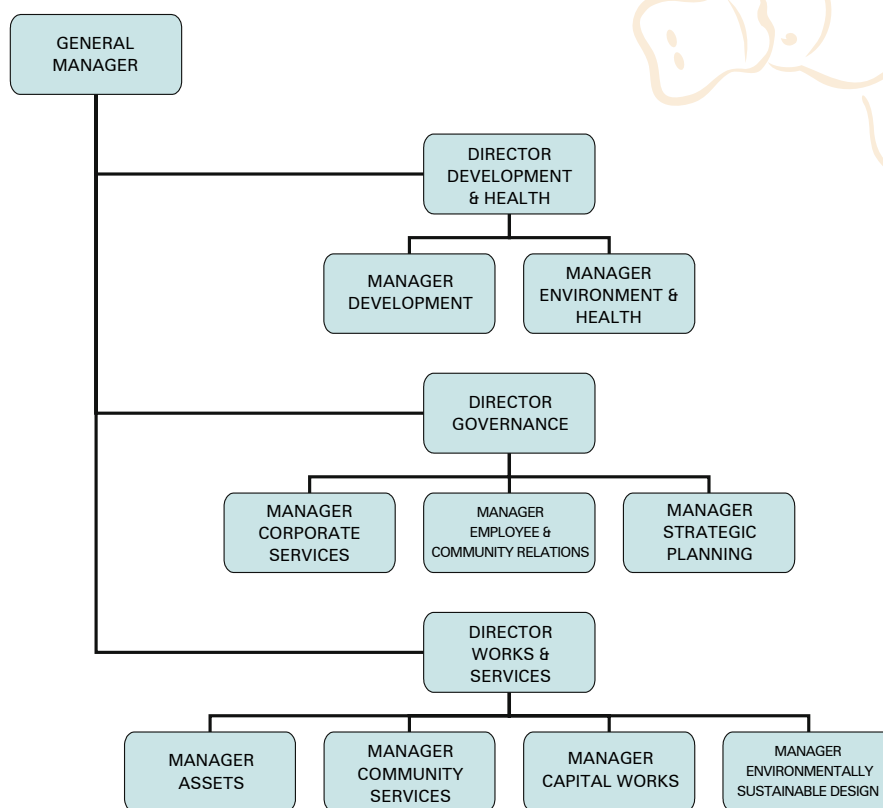 GENERAL
MANAGER
DIRECTOR
DEVELOPMENT
& HEALTH
MANAGER
DEVELOPMENT
MANAGER
ENVIRONMENT &
HEALTH
DIRECTOR
GOVERNANCE
MANAGER
CORPORATE
SERVICES
MANAGER
EMPLOYEE &
COMMUNITY RELATIONS
MANAGER
STRATEGIC
PLANNING
DIRECTOR
WORKS &
SERVICES
MANAGER
ASSETS
MANAGER
COMMUNITY
SERVICES
MANAGER
CAPITAL WORKS
MANAGER
ENVIRONMENTALLY
SUSTAINABLE DESIGN